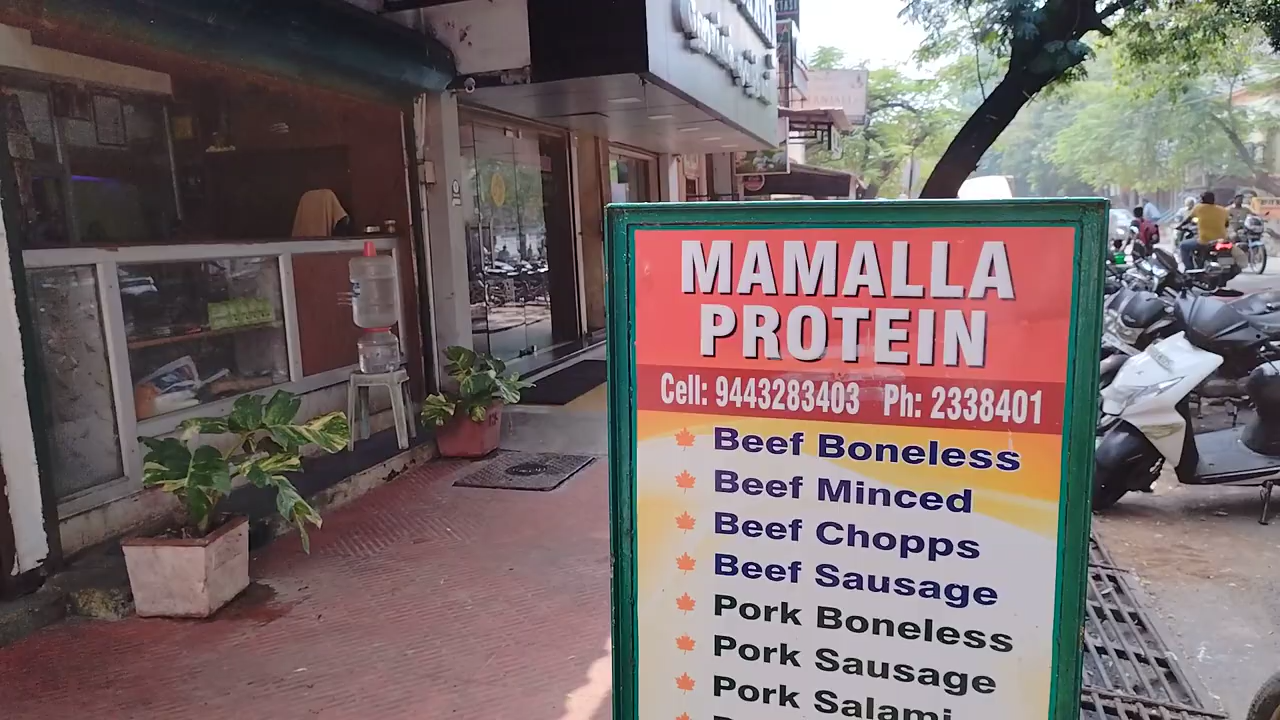 MAMALLA
PROTEIN
Cell: 9443283403 Ph: 2338401
Beef Boneless
Beef Minced
Beef Chopps
Beef Sausage
Pork Boneless
Pork Sausage
Pork Salami